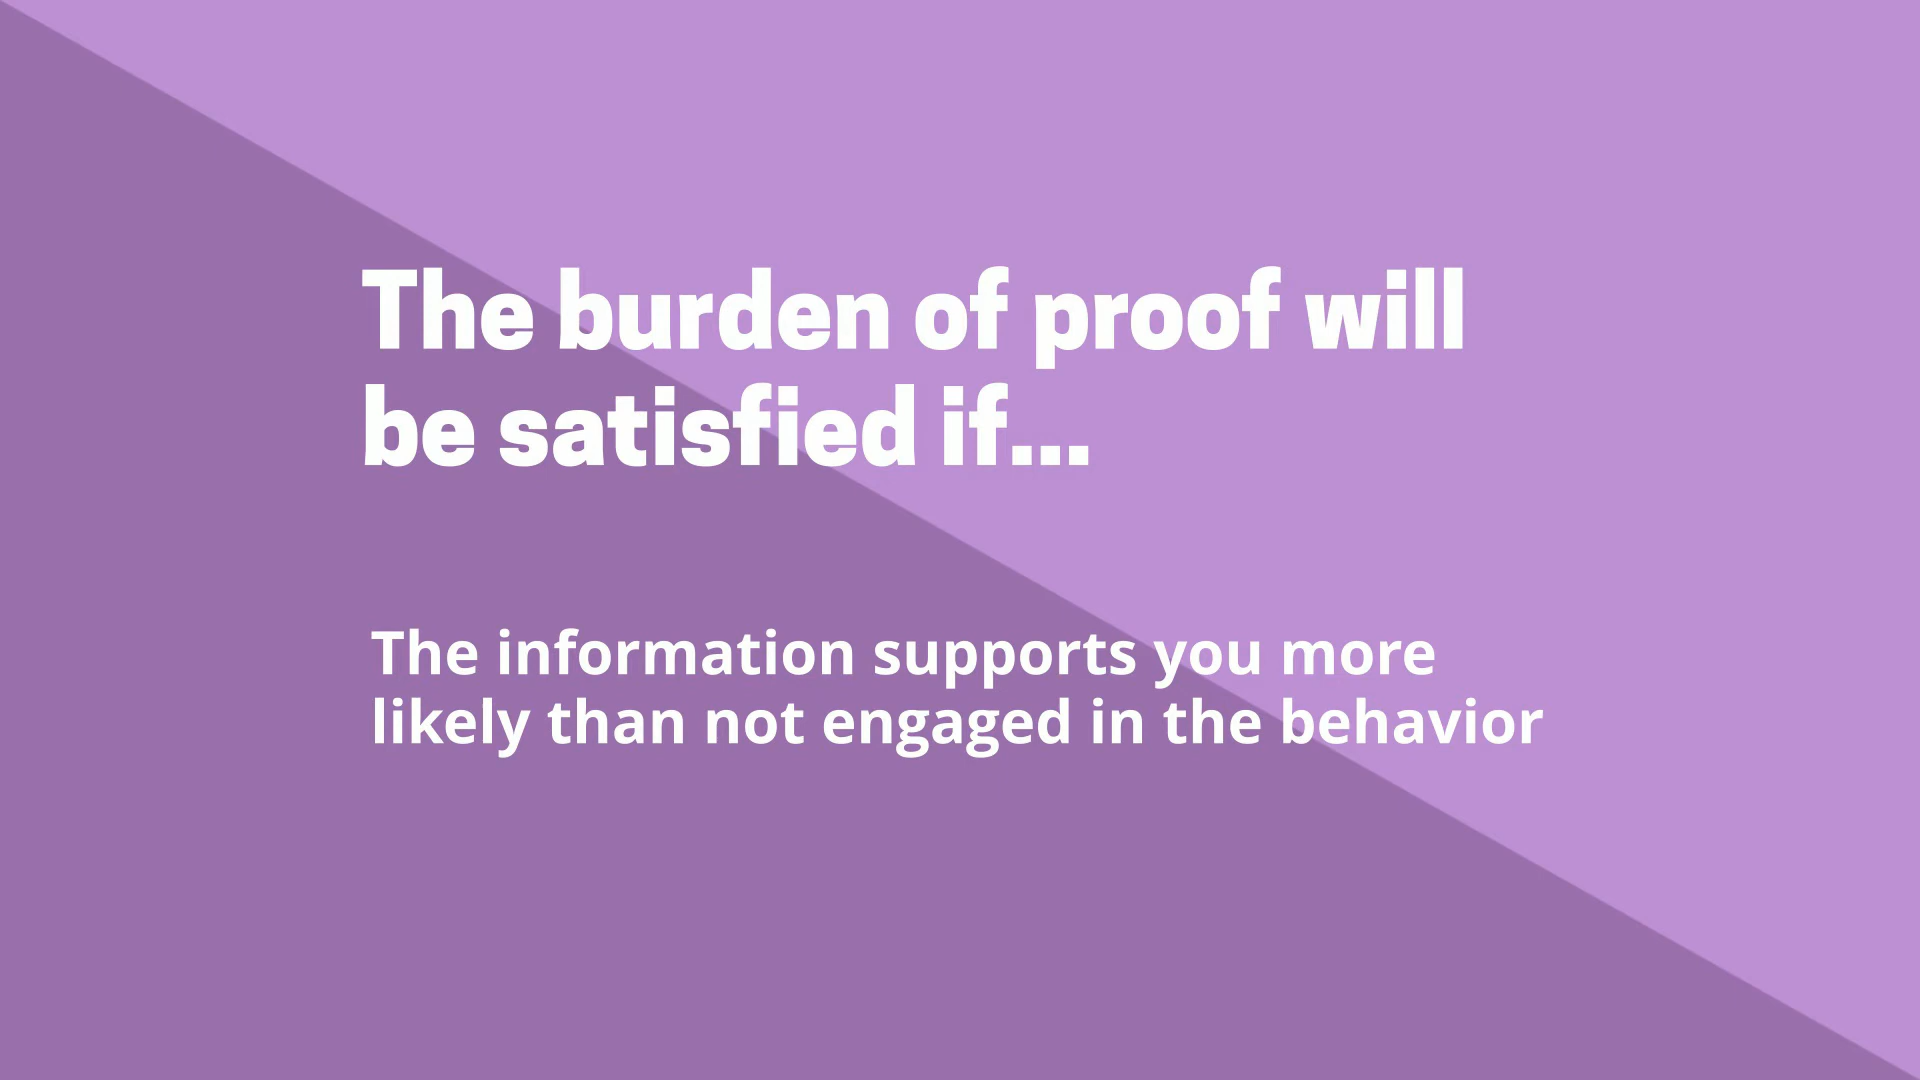 The burden of proof will
be satisfied if...
The information supports you more
likely than not engaged in the behavior